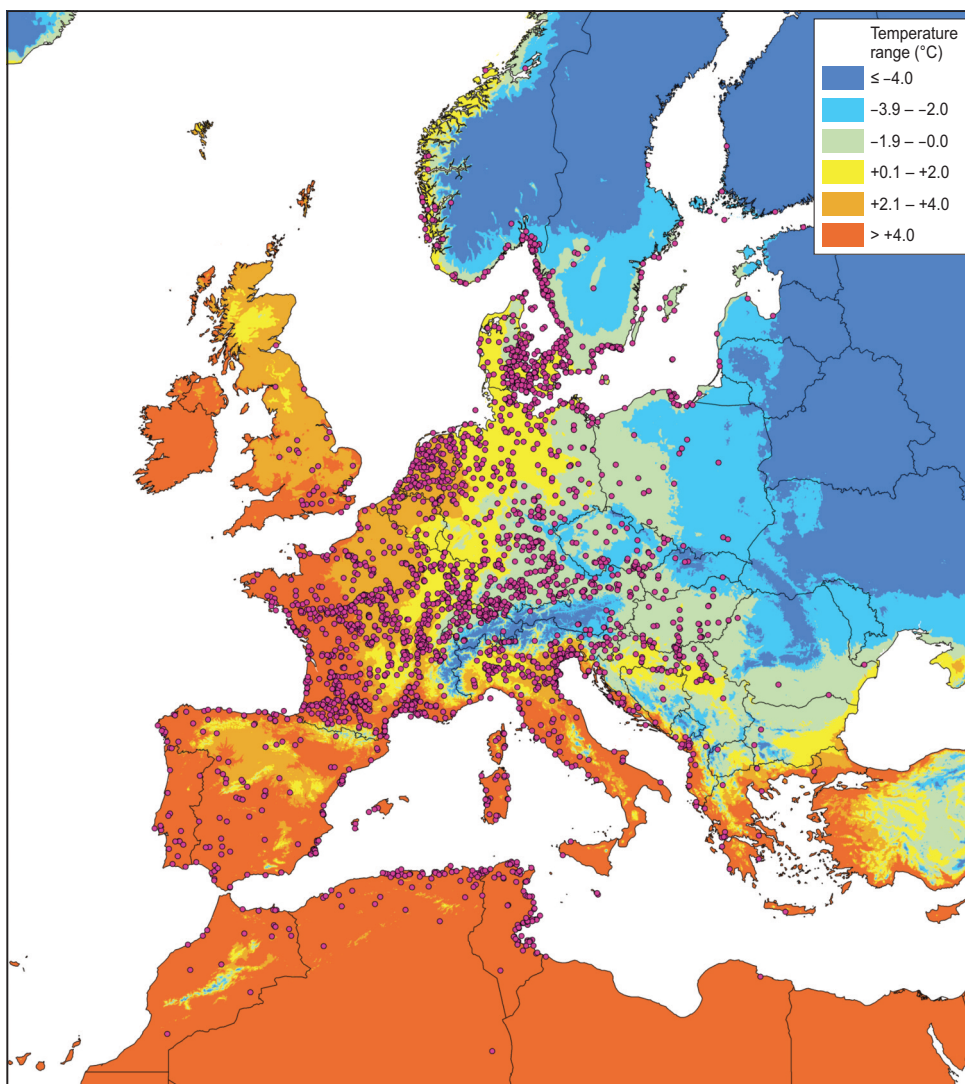 Temperature
range (°C)
≤ −4.0
−3.9 – −2.0
−1.9 – −0.0
+0.1 – +2.0
+2.1 – +4.0
> +4.0